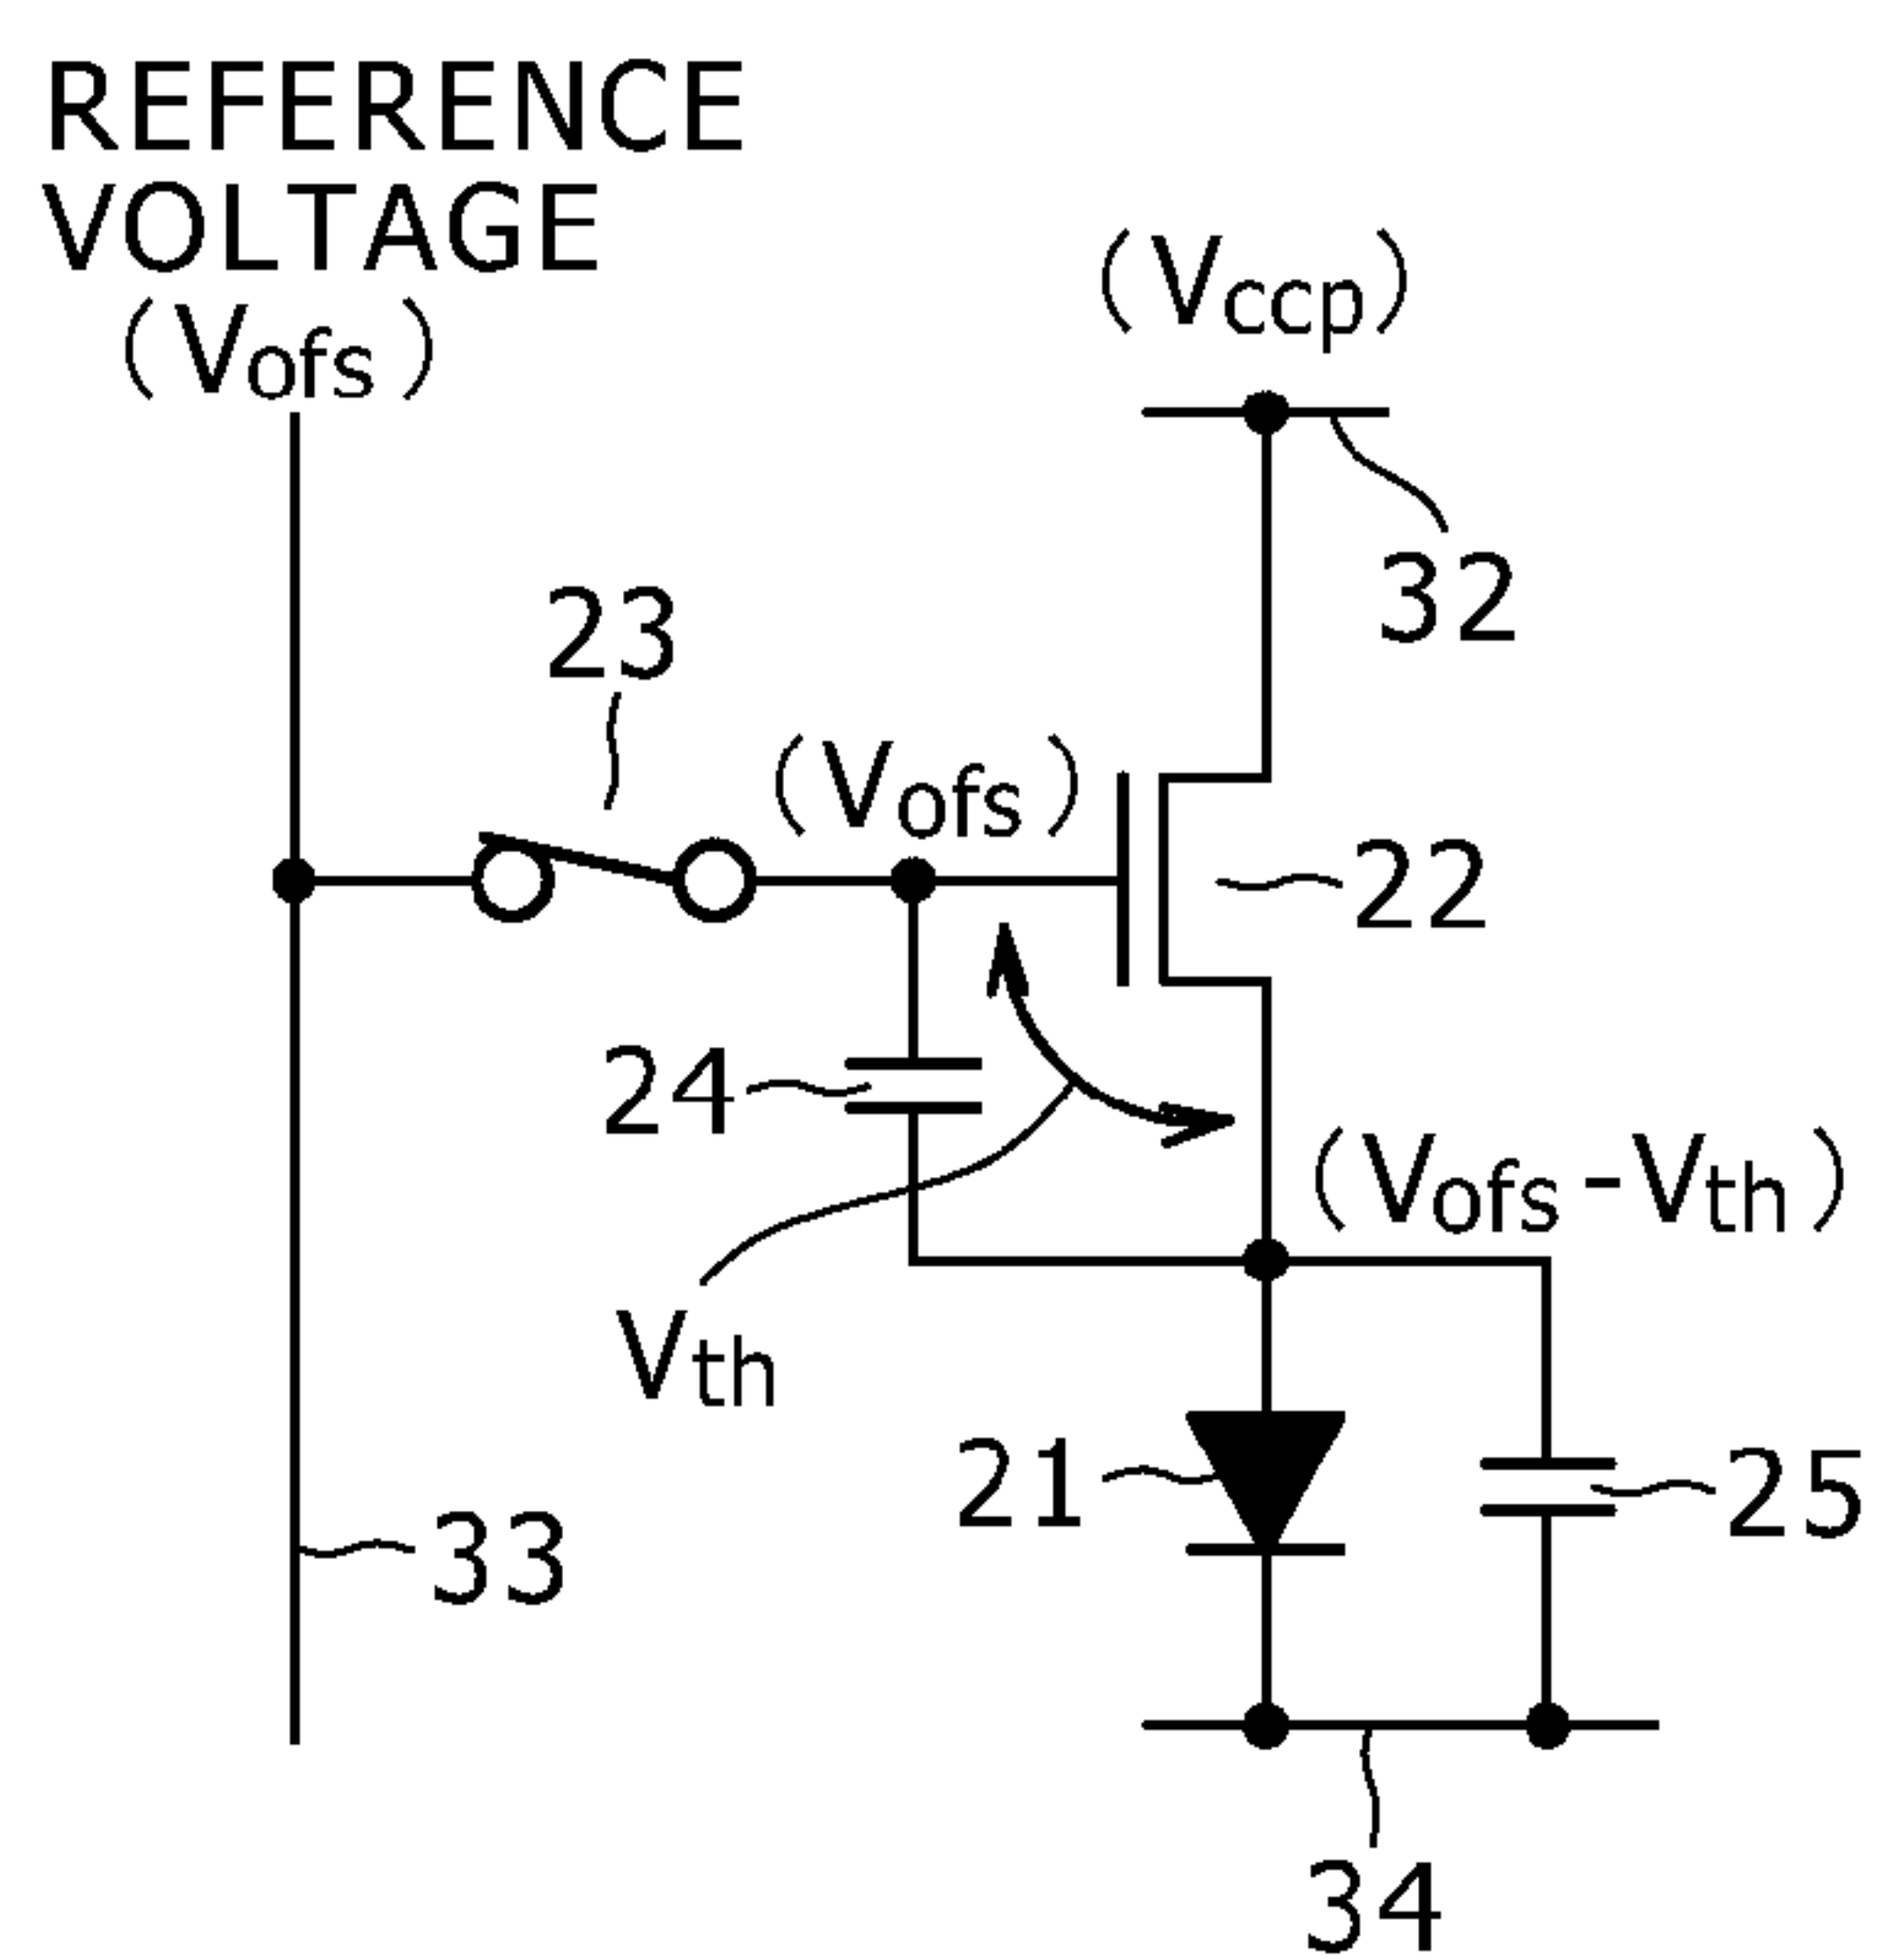 REFERENCE
VOLTAGE
(Vofs)
(Vccp)
32
23
(Vofs)
22
24
(Vofs-Vth)
Vth
21
25
33
34